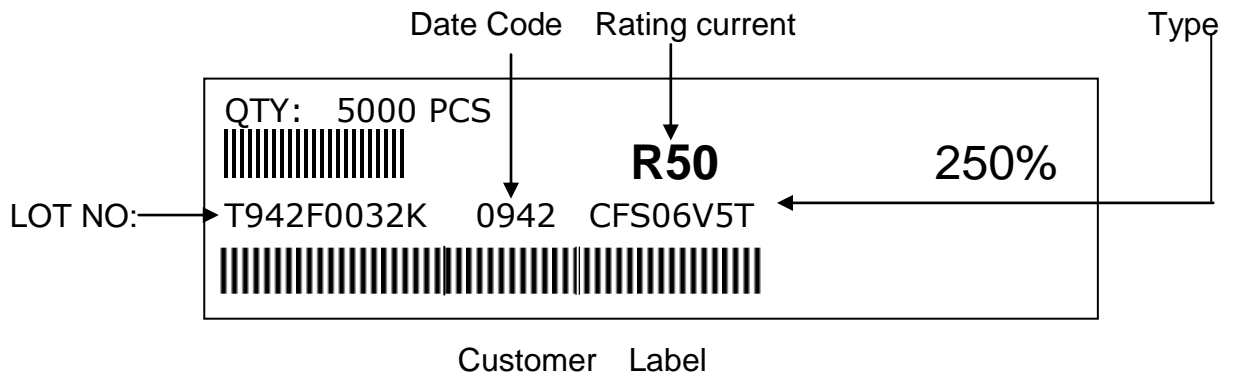 Date Code Rating current Type
QTY: 5000 PCS
R50 250%
LOT NO: T942F0032K 0942 CFS06V5T
Customer Label